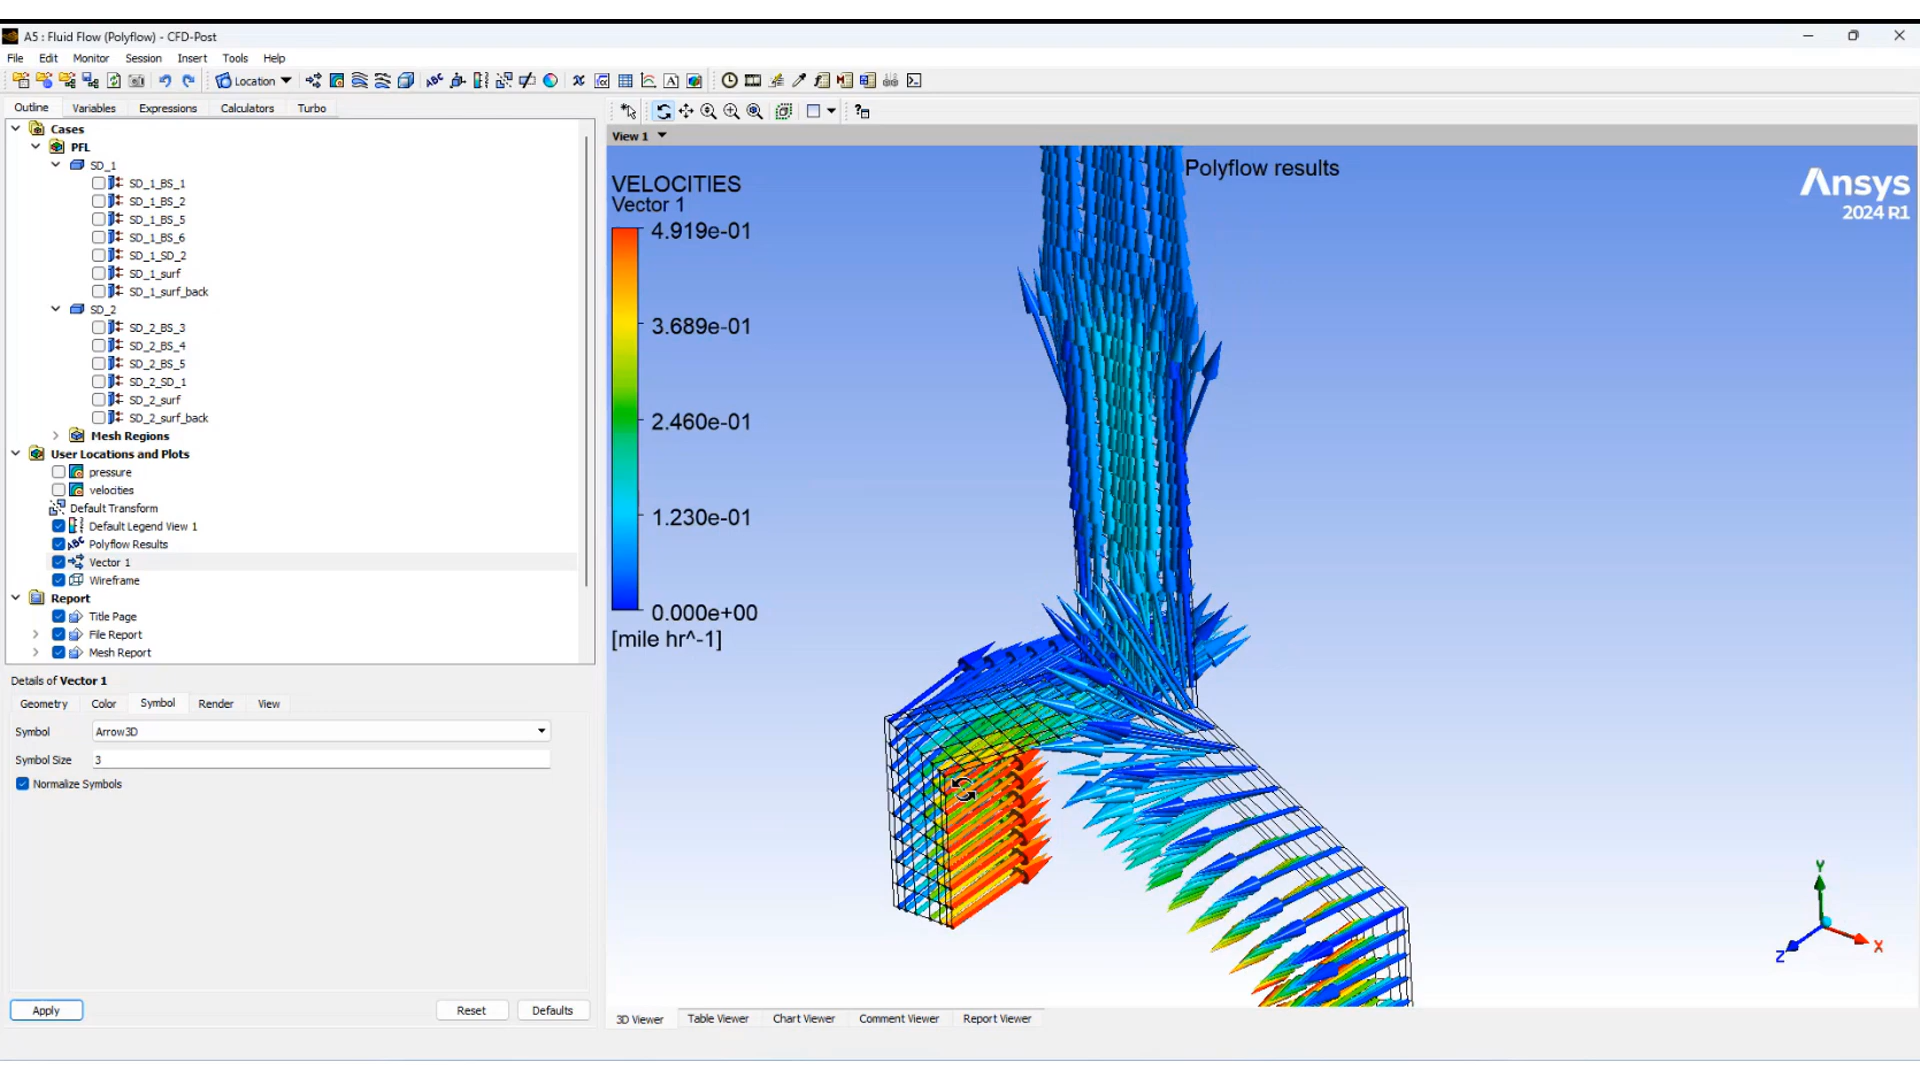 A5 : Fluid Flow (Polyflow) - CFD-Post
File Edit Monitor Session Insert Tools Help
Location
Outline Variables Expressions Calculators Turbo
Cases
PFL
SD_1
SD_1_BS_1
SD_1_BS_2
SD_1_BS_5
SD_1_BS_6
SD_1_SD_2
SD_1_surf
SD_1_surf_back
SD_2
SD_2_BS_3
SD_2_BS_4
SD_2_BS_5
SD_2_SD_1
SD_2_surf
SD_2_surf_back
Mesh Regions
User Locations and Plots
pressure
velocities
Default Transform
Default Legend View 1
Polyflow Results
Vector 1
Wireframe
Report
Title Page
File Report
Mesh Report
Details of Vector 1
Geometry Color Symbol Render View
Symbol Arrow3D
Symbol Size 3
Normalize Symbols
Apply Reset Defaults
View 1
Polyflow results
VELOCITIES
Vector 1
4.919e-01
3.689e-01
2.460e-01
1.230e-01
0.000e+00
[mile hr^-1]
Ansys
2024 R1
Y
X
Z
3D Viewer Table Viewer Chart Viewer Comment Viewer Report Viewer